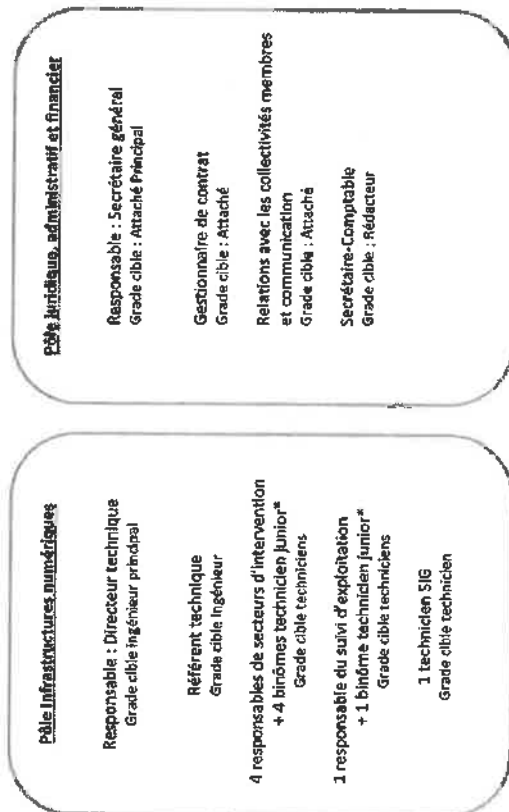 Pôle Infrastructures numériques
Responsable : Directeur technique
Grade cible ingénieur principal
Référent technique
Grade cible Ingénieur
4 responsables de secteurs d'intervention
+ 4 binômes technicien junior*
Grade cible techniciens
1 responsable du suivi d'exploitation
+ 1 binôme technicien junior*
Grade cible techniciens
1 technicien SIG
Grade cible technicien
Pôle juridique, administratif et financier
Responsable : Secrétaire général
Grade cible : Attaché Principal
Gestionnaire de contrat
Grade cible : Attaché
Relations avec les collectivités membres
et communication
Grade cible : Attaché
Secrétaire-Comptable
Grade cible : Rédacteur